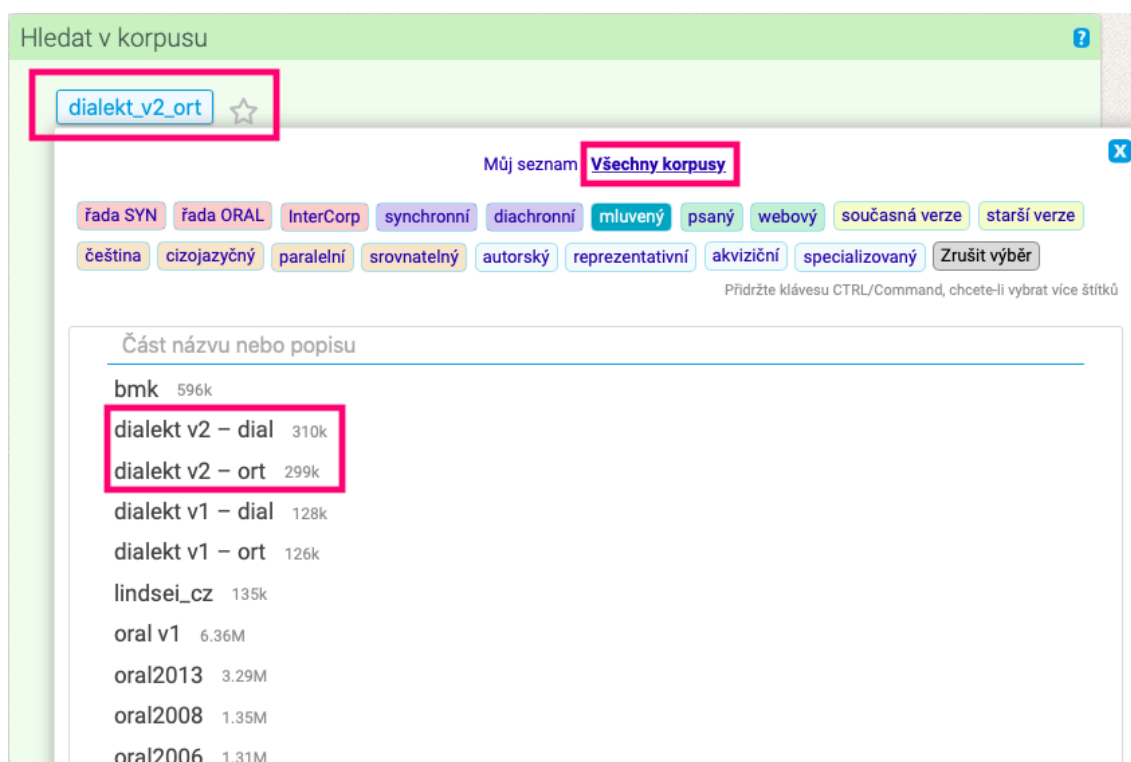 Hledat v korpusu ?
dialekt_v2_ort
X
Můj seznam Všechny korpusy
řada SYN řada ORAL InterCorp synchronní diachronní mluvený psaný webový současná verze starší verze
čeština cizojazyčný paralelní srovnatelný autorský reprezentativní akviziční specializovaný Zrušit výběr
Přidržte klávesu CTRL/Command, chcete-li vybrat více štítků
Část názvu nebo popisu
bmk 596k
dialekt v2 – dial 310k
dialekt v2 – ort 299k
dialekt v1 – dial 128k
dialekt v1 – ort 126k
lindsei_cz 135k
oral v1 6.36M
oral2013 3.29M
oral2008 1.35M
oral2006 1.31M